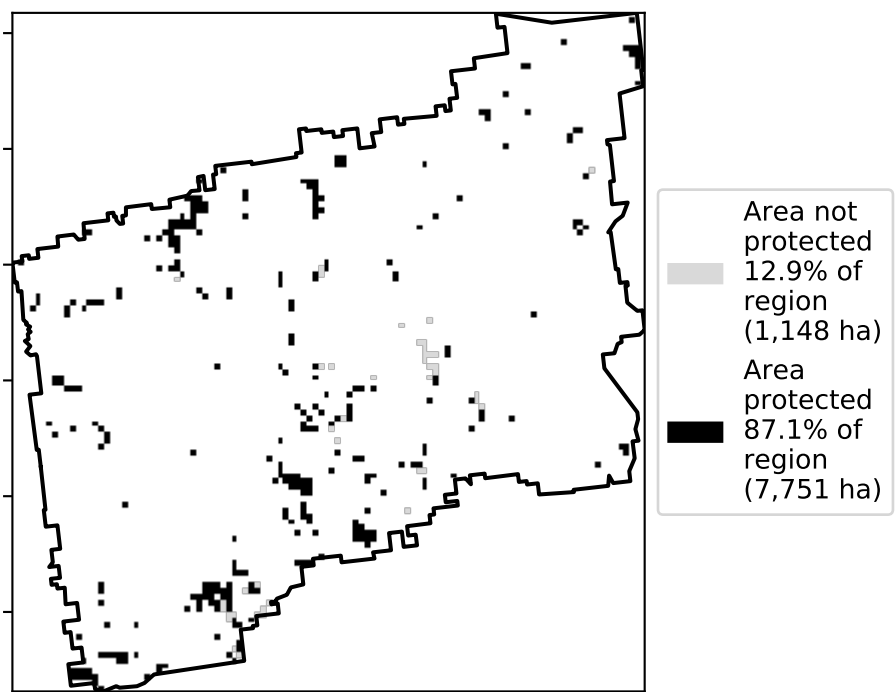 Area not
protected
12.9% of
region
(1,148 ha)
Area
protected
87.1% of
region
(7,751 ha)